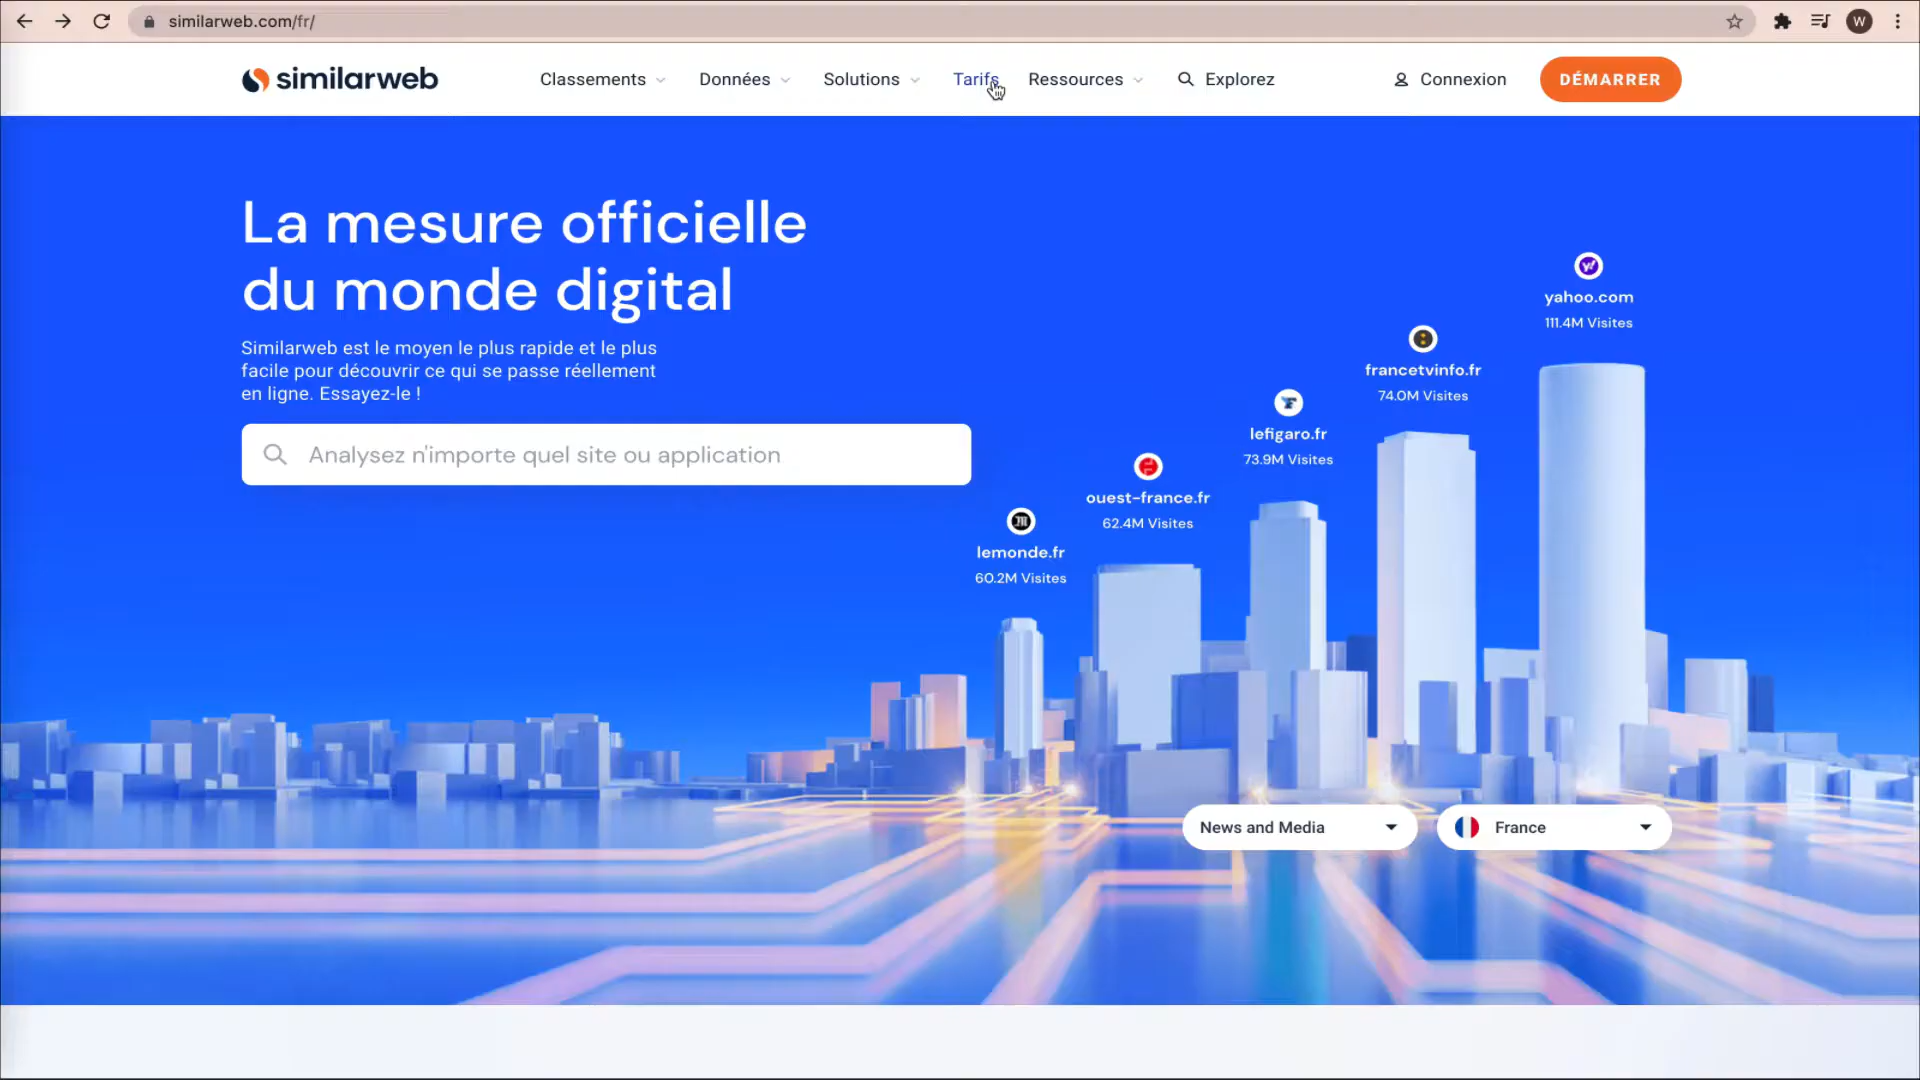 similarweb.com/fr/
W
similarweb
Classements
Données
Solutions
Tarifs
Ressources
Explorez
Connexion
DÉMARRER
La mesure officielle
du monde digital
Similarweb est le moyen le plus rapide et le plus
facile pour découvrir ce qui se passe réellement
en ligne. Essayez-le !
Analysez n'importe quel site ou application
yahoo.com
111.4M Visites
francetvinfo.fr
74.0M Visites
lefigaro.fr
73.9M Visites
ouest-france.fr
62.4M Visites
lemonde.fr
60.2M Visites
News and Media
France